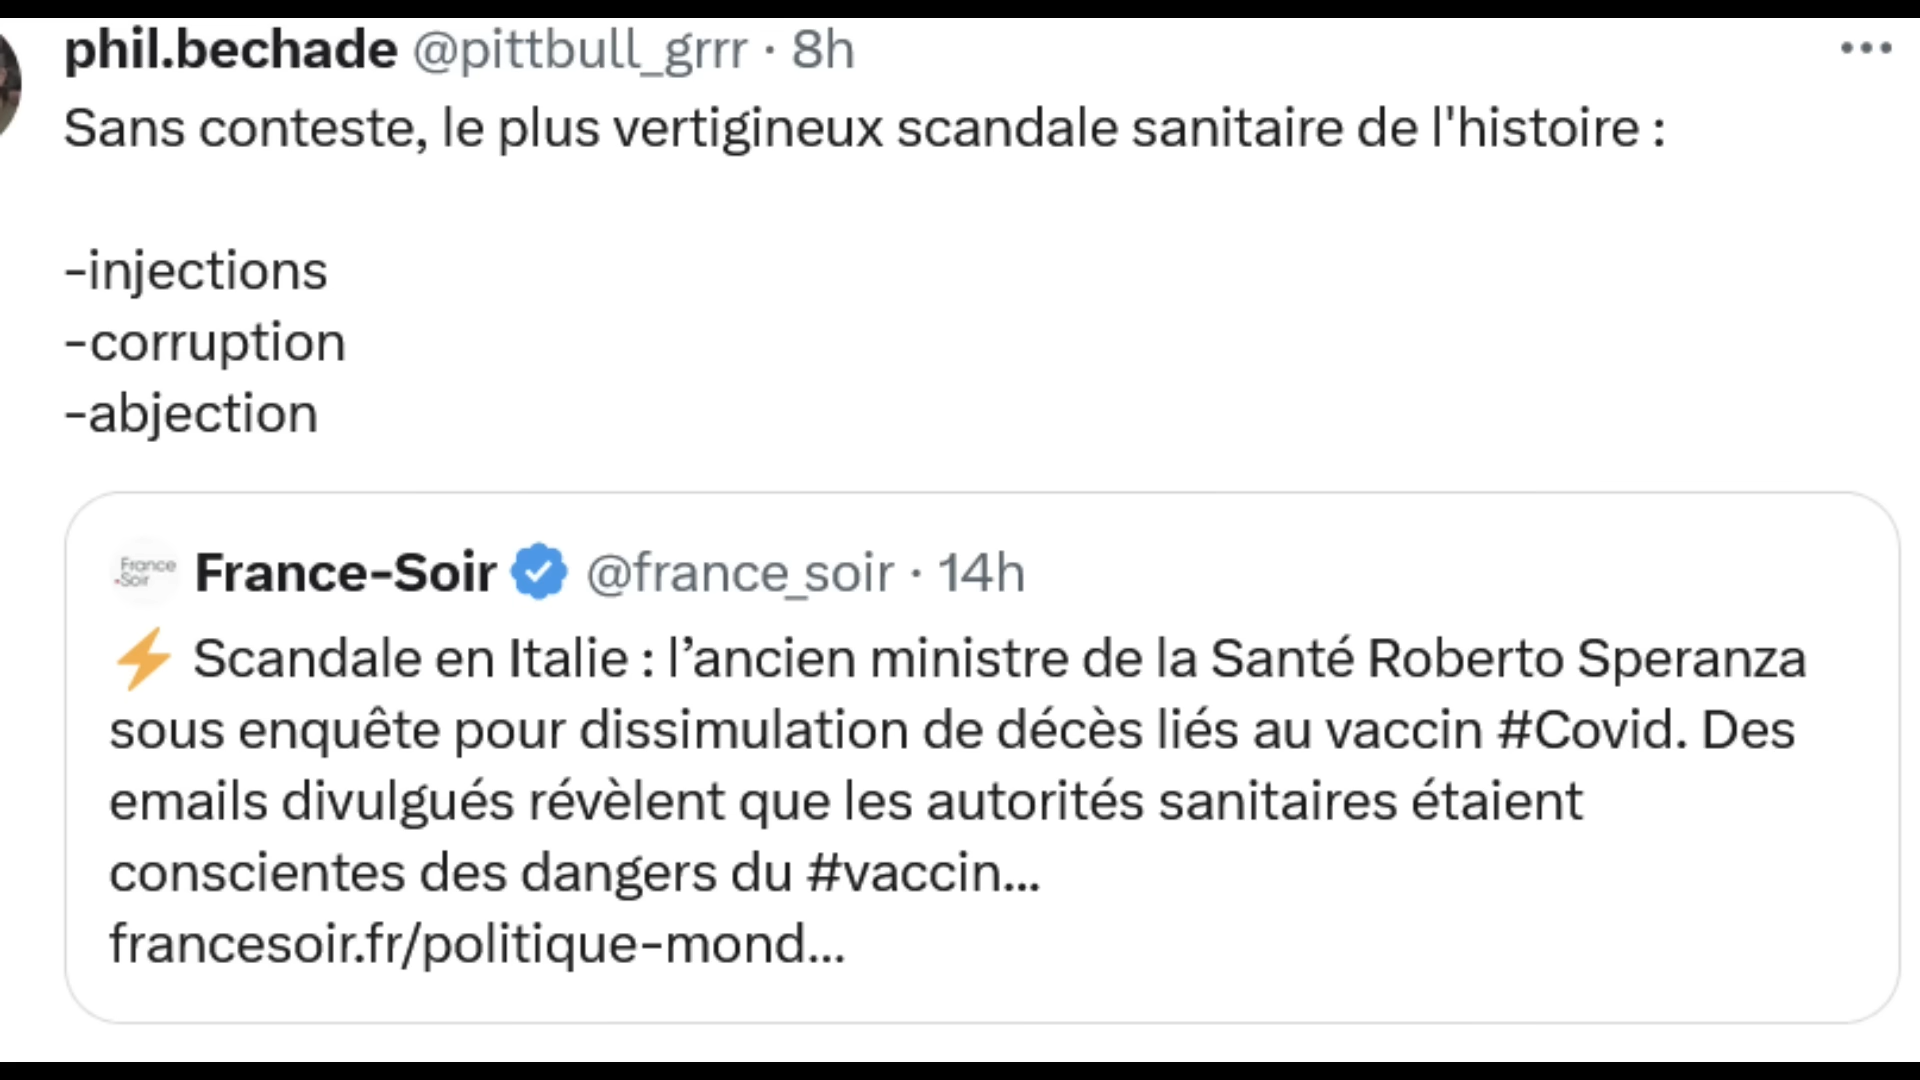 phil.bechade @pittbull_grrr · 8h
Sans conteste, le plus vertigineux scandale sanitaire de l'histoire :
-injections
-corruption
-abjection
France-Soir
France-Soir @france_soir · 14h
⚡ Scandale en Italie : l’ancien ministre de la Santé Roberto Speranza
sous enquête pour dissimulation de décès liés au vaccin #Covid. Des
emails divulgués révèlent que les autorités sanitaires étaient
conscientes des dangers du #vaccin...
francesoir.fr/politique-mond...